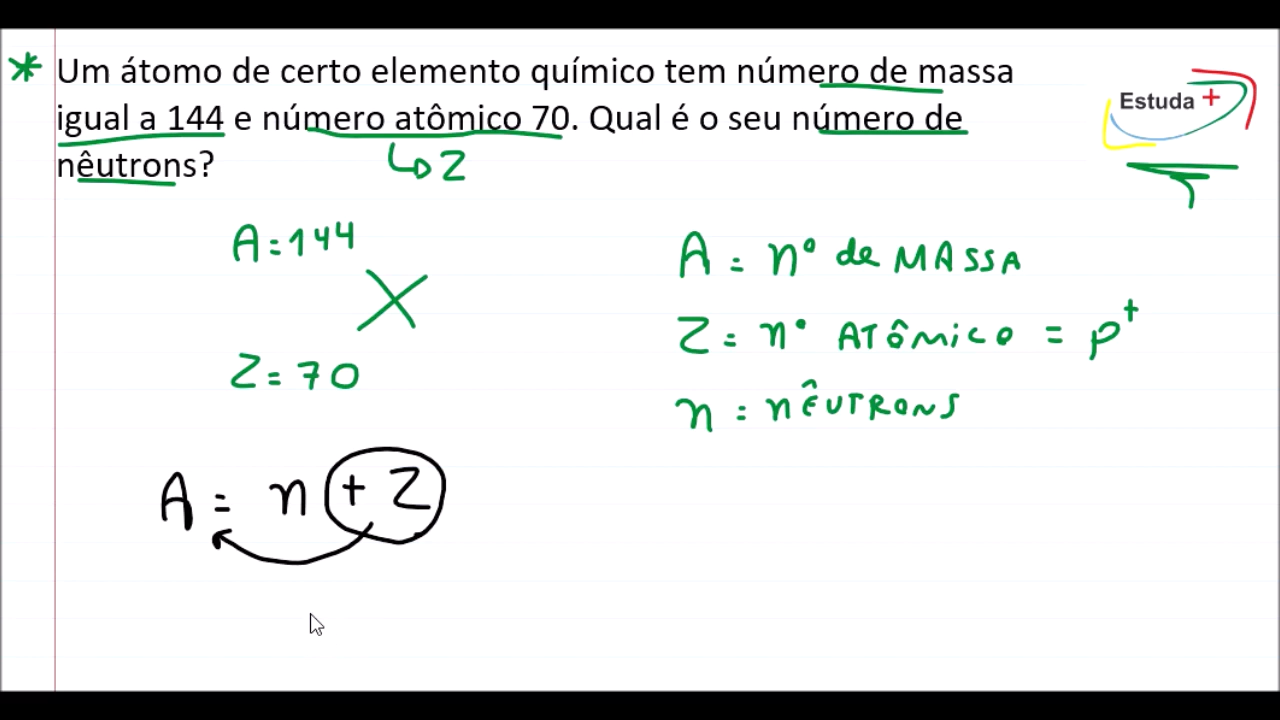 * Um átomo de certo elemento químico tem número de massa
igual a 144 e número atômico 70. Qual é o seu número de
nêutrons?
Estuda +
↳ Z
A = 144
Z = 70
A = nº de MASSA
Z = nº ATÔMICO = p⁺
n = nÊUTRONS
A = n + Z